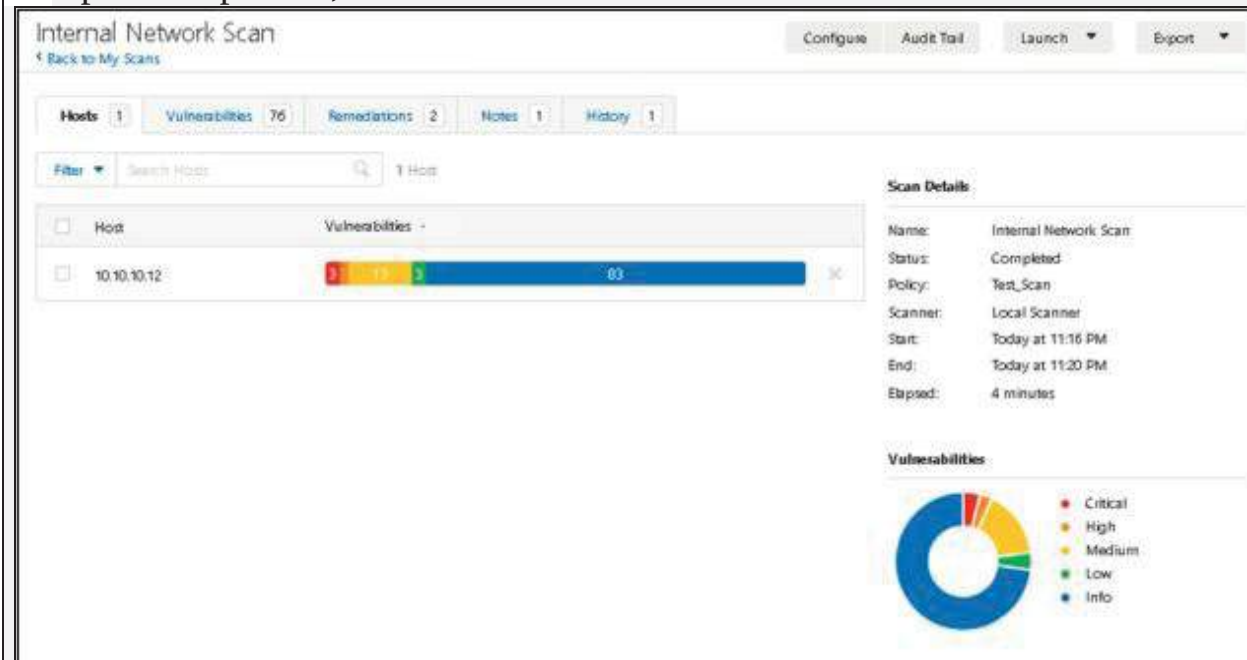 Internal Network Scan
Back to My Scans
Configure Audit Trail Launch Export
Hosts 1 Vulnerabilities 76 Remediations 2 Notes 1 History 1
Filter Search Hosts 1 Host
Host Vulnerabilities
10.10.10.12 3 3 83
Scan Details
Name: Internal Network Scan
Status: Completed
Policy: Test_Scan
Scanner: Local Scanner
Start: Today at 11:16 PM
End: Today at 11:20 PM
Elapsed: 4 minutes
Vulnerabilities
Critical
High
Medium
Low
Info